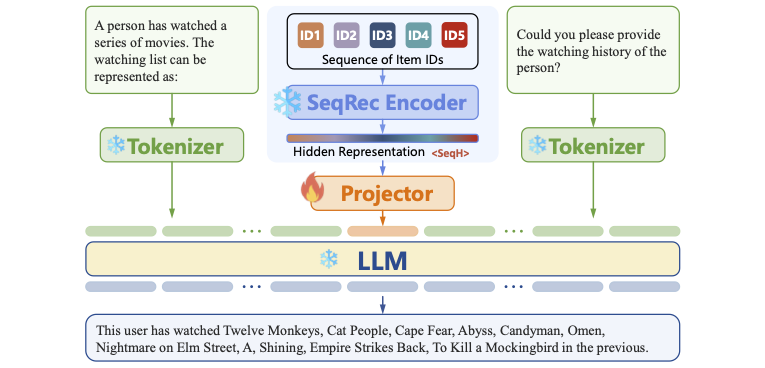 A person has watched a
series of movies. The
watching list can be
represented as:
ID1 ID2 ID3 ID4 ID5
Sequence of Item IDs
Could you please provide
the watching history of the
person?
SeqRec Encoder
Tokenizer
Hidden Representation <SeqH>
Tokenizer
Projector
...
...
LLM
...
...
This user has watched Twelve Monkeys, Cat People, Cape Fear, Abyss, Candyman, Omen,
Nightmare on Elm Street, A, Shining, Empire Strikes Back, To Kill a Mockingbird in the previous.